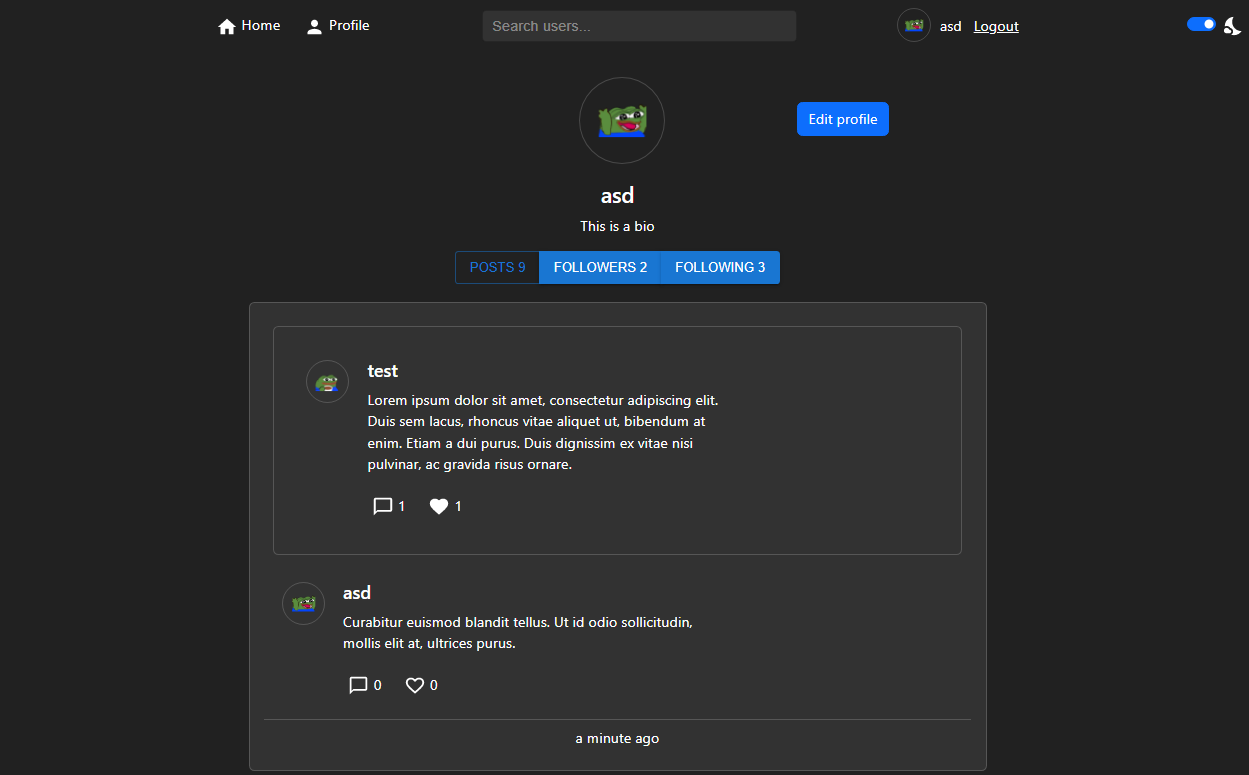 Home Profile Search users... asd Logout
Edit profile
asd
This is a bio
POSTS 9 FOLLOWERS 2 FOLLOWING 3
test
Lorem ipsum dolor sit amet, consectetur adipiscing elit.
Duis sem lacus, rhoncus vitae aliquet ut, bibendum at
enim. Etiam a dui purus. Duis dignissim ex vitae nisi
pulvinar, ac gravida risus ornare.
1 1
asd
Curabitur euismod blandit tellus. Ut id odio sollicitudin,
mollis elit at, ultrices purus.
0 0
a minute ago